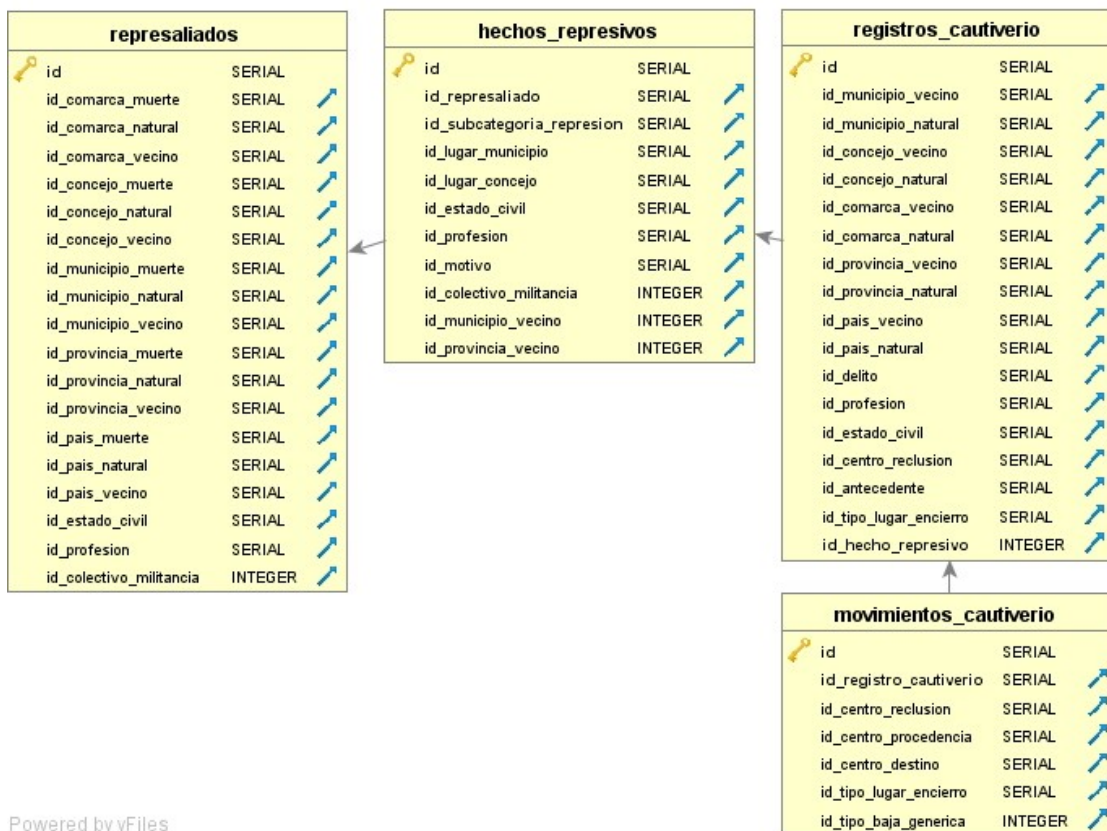 represaliados
id SERIAL
id_comarca_muerte SERIAL
id_comarca_natural SERIAL
id_comarca_vecino SERIAL
id_concejo_muerte SERIAL
id_concejo_natural SERIAL
id_concejo_vecino SERIAL
id_municipio_muerte SERIAL
id_municipio_natural SERIAL
id_municipio_vecino SERIAL
id_provincia_muerte SERIAL
id_provincia_natural SERIAL
id_provincia_vecino SERIAL
id_pais_muerte SERIAL
id_pais_natural SERIAL
id_pais_vecino SERIAL
id_estado_civil SERIAL
id_profesion SERIAL
id_colectivo_militancia INTEGER
hechos_represivos
id SERIAL
id_represaliado SERIAL
id_subcategoria_represion SERIAL
id_lugar_municipio SERIAL
id_lugar_concejo SERIAL
id_estado_civil SERIAL
id_profesion SERIAL
id_motivo SERIAL
id_colectivo_militancia INTEGER
id_municipio_vecino INTEGER
id_provincia_vecino INTEGER
registros_cautiverio
id SERIAL
id_municipio_vecino SERIAL
id_municipio_natural SERIAL
id_concejo_vecino SERIAL
id_concejo_natural SERIAL
id_comarca_vecino SERIAL
id_comarca_natural SERIAL
id_provincia_vecino SERIAL
id_provincia_natural SERIAL
id_pais_vecino SERIAL
id_pais_natural SERIAL
id_delito SERIAL
id_profesion SERIAL
id_estado_civil SERIAL
id_centro_reclusion SERIAL
id_antecedente SERIAL
id_tipo_lugar_encierro SERIAL
id_hecho_represivo INTEGER
movimientos_cautiverio
id SERIAL
id_registro_cautiverio SERIAL
id_centro_reclusion SERIAL
id_centro_procedencia SERIAL
id_centro_destino SERIAL
id_tipo_lugar_encierro SERIAL
id_tipo_baja_generica INTEGER
Powered by yFiles